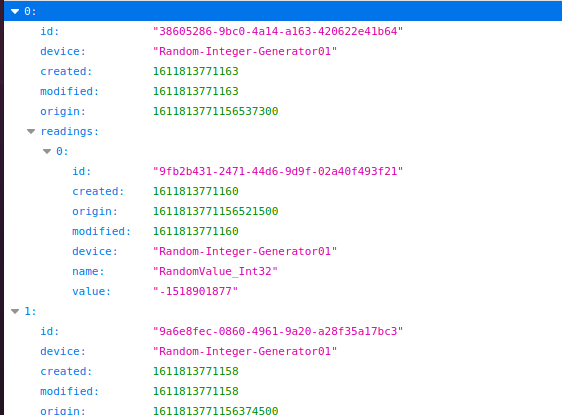 0:
id: "38605286-9bc0-4a14-a163-420622e41b64"
device: "Random-Integer-Generator01"
created: 1611813771163
modified: 1611813771163
origin: 1611813771156537300
readings:
0:
id: "9fb2b431-2471-44d6-9d9f-02a40f493f21"
created: 1611813771160
origin: 1611813771156521500
modified: 1611813771160
device: "Random-Integer-Generator01"
name: "RandomValue_Int32"
value: "-1518901877"
1:
id: "9a6e8fec-0860-4961-9a20-a28f35a17bc3"
device: "Random-Integer-Generator01"
created: 1611813771158
modified: 1611813771158
origin: 1611813771156374500